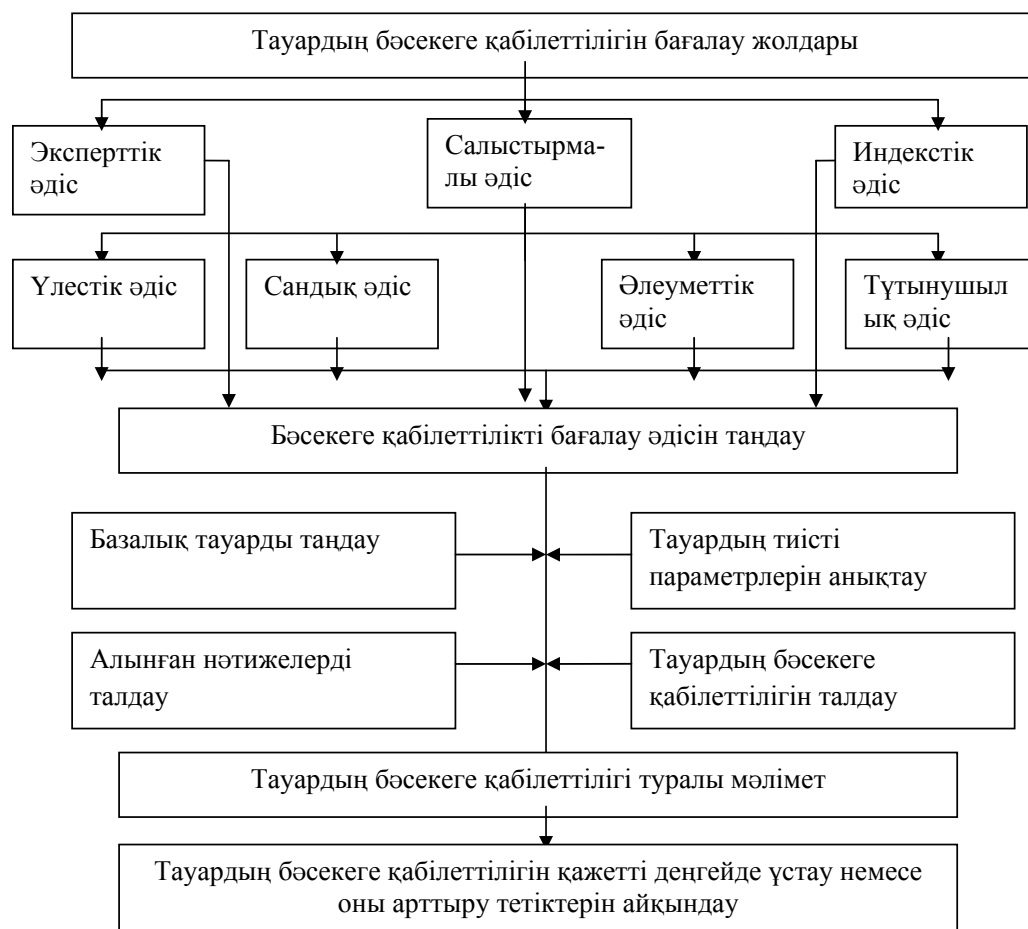 Тауардың бәсекеге қабілеттілігін бағалау жолдары
Эксперттік
әдіс
Салыстырма-
лы әдіс
Индекстік
әдіс
Үлестік әдіс
Сандық әдіс
Әлеуметтік
әдіс
Тұтынушыл
ық әдіс
Бәсекеге қабілеттілікті бағалау әдісін таңдау
Базалық тауарды таңдау
Тауардың тиісті
параметрлерін анықтау
Алынған нәтижелерді
талдау
Тауардың бәсекеге
қабілеттілігін талдау
Тауардың бәсекеге қабілеттілігі туралы мәлімет
Тауардың бәсекеге қабілеттілігін қажетті деңгейде ұстау немесе
оны арттыру тетіктерін айқындау